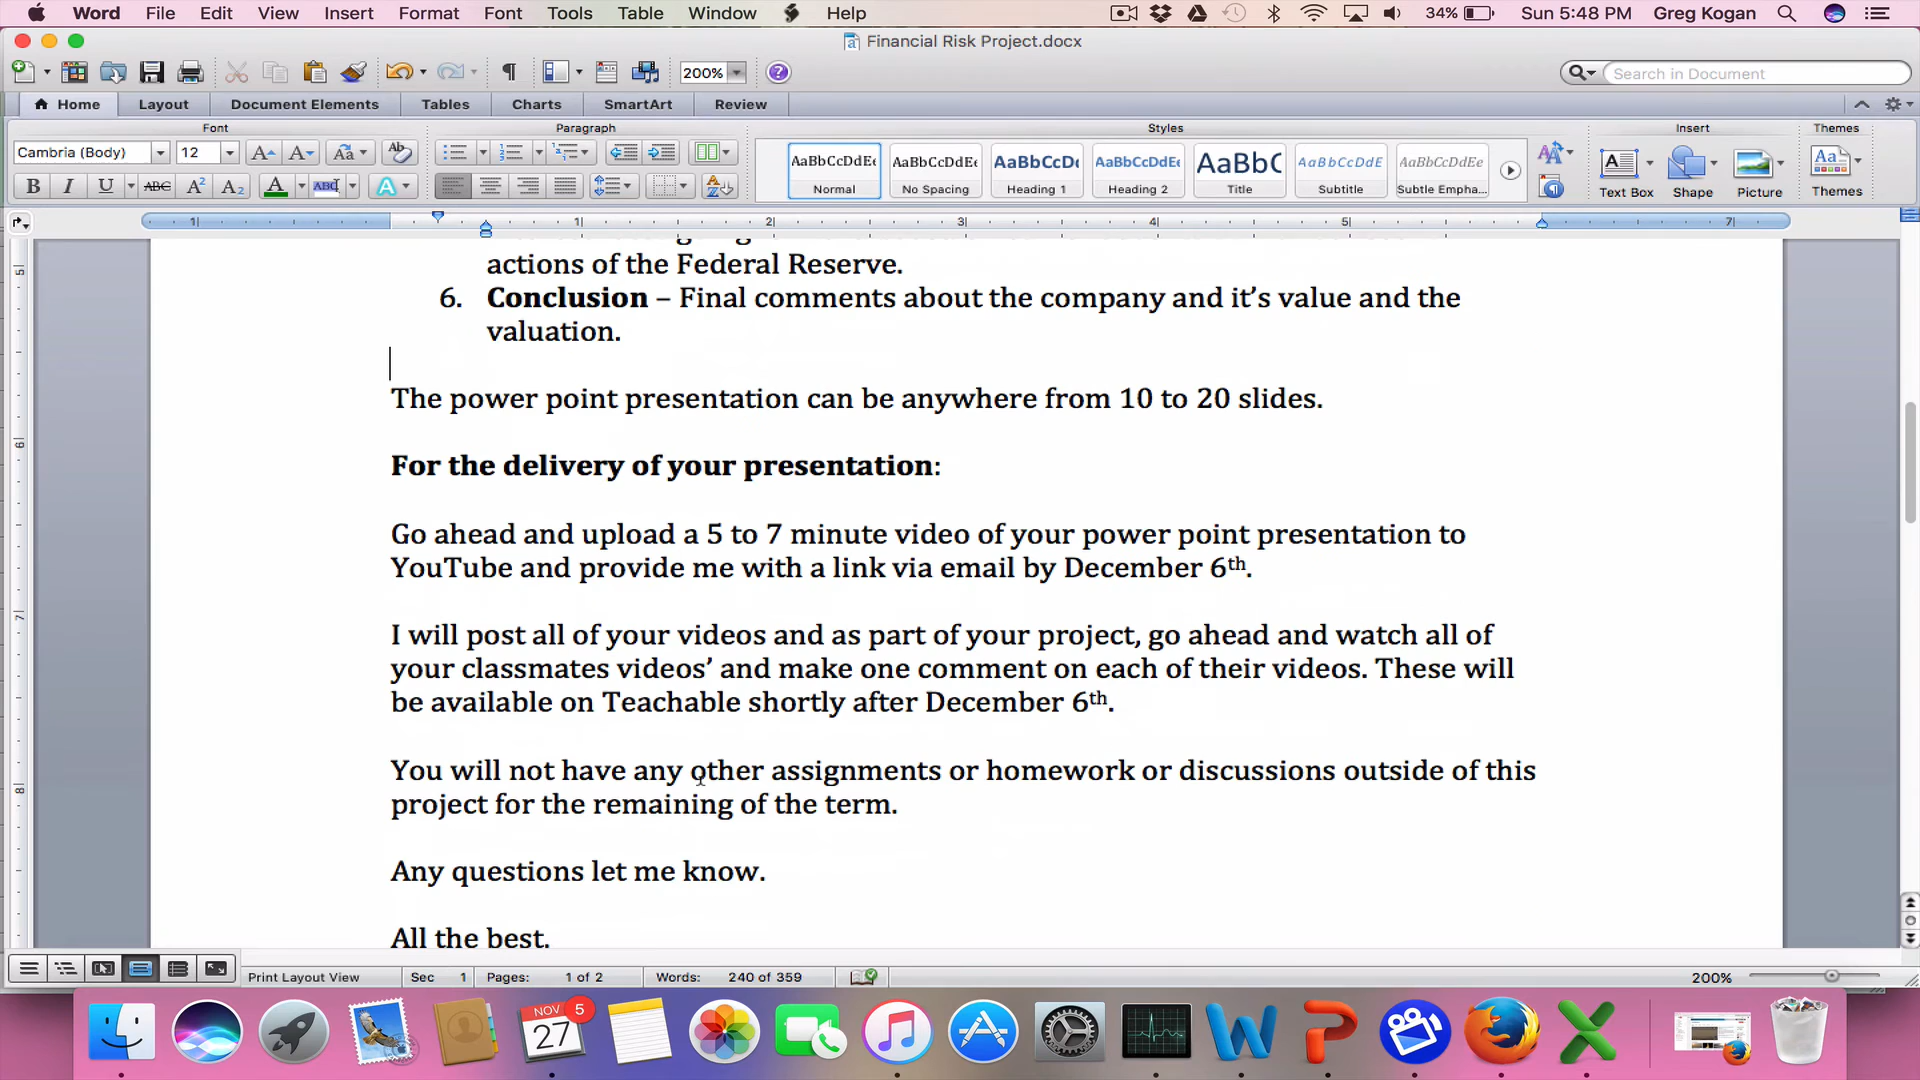 Word File Edit View Insert Format Font Tools Table Window Help 34% Sun 5:48 PM Greg Kogan
Financial Risk Project.docx
200% Search in Document
Home Layout Document Elements Tables Charts SmartArt Review
Font Paragraph Styles Insert Themes
Cambria (Body) 12
AaBbCcDdEe AaBbCcDdEe AaBbCcDc AaBbCcDdEe AaBbC AaBbCcDdE AaBbCcDdEe
Normal No Spacing Heading 1 Heading 2 Title Subtitle Subtle Empha... Text Box Shape Picture Themes
actions of the Federal Reserve.
6. Conclusion – Final comments about the company and it’s value and the
valuation.
The power point presentation can be anywhere from 10 to 20 slides.
For the delivery of your presentation:
Go ahead and upload a 5 to 7 minute video of your power point presentation to
YouTube and provide me with a link via email by December 6th.
I will post all of your videos and as part of your project, go ahead and watch all of
your classmates videos’ and make one comment on each of their videos. These will
be available on Teachable shortly after December 6th.
You will not have any other assignments or homework or discussions outside of this
project for the remaining of the term.
Any questions let me know.
All the best.
Print Layout View Sec 1 Pages: 1 of 2 Words: 240 of 359 200%
NOV 5
27